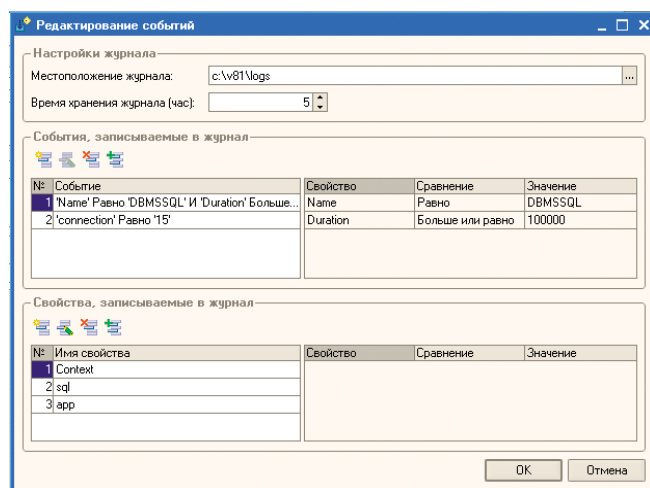 Редактирование событий
Настройки журнала
Местоположение журнала: c:\v81\logs ...
Время хранения журнала (час): 5
События, записываемые в журнал
№ Событие Свойство Сравнение Значение
1 'Name' Равно 'DBMSSQL' И 'Duration' Больше... Name Равно DBMSSQL
2 'connection' Равно '15' Duration Больше или равно 100000
Свойства, записываемые в журнал
№ Имя свойства Свойство Сравнение Значение
1 Context
2 sql
3 app
OK Отмена